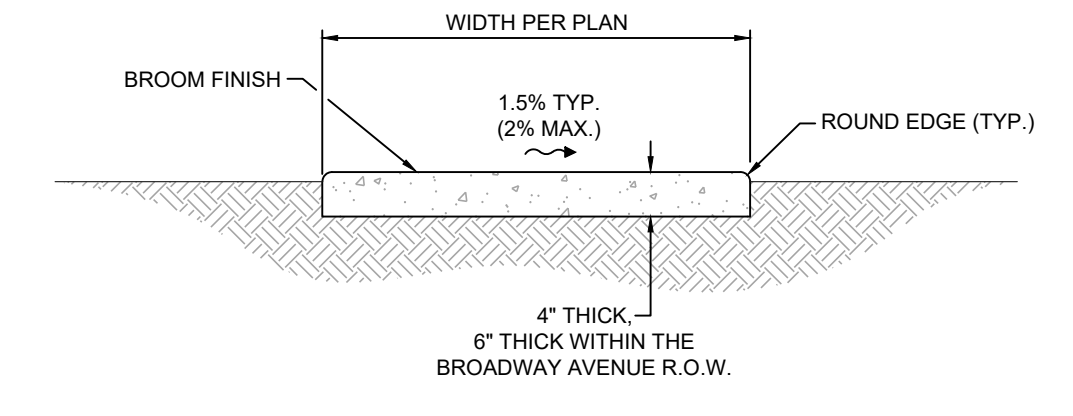 WIDTH PER PLAN
BROOM FINISH
1.5% TYP.
(2% MAX.)
ROUND EDGE (TYP.)
4" THICK,
6" THICK WITHIN THE
BROADWAY AVENUE R.O.W.